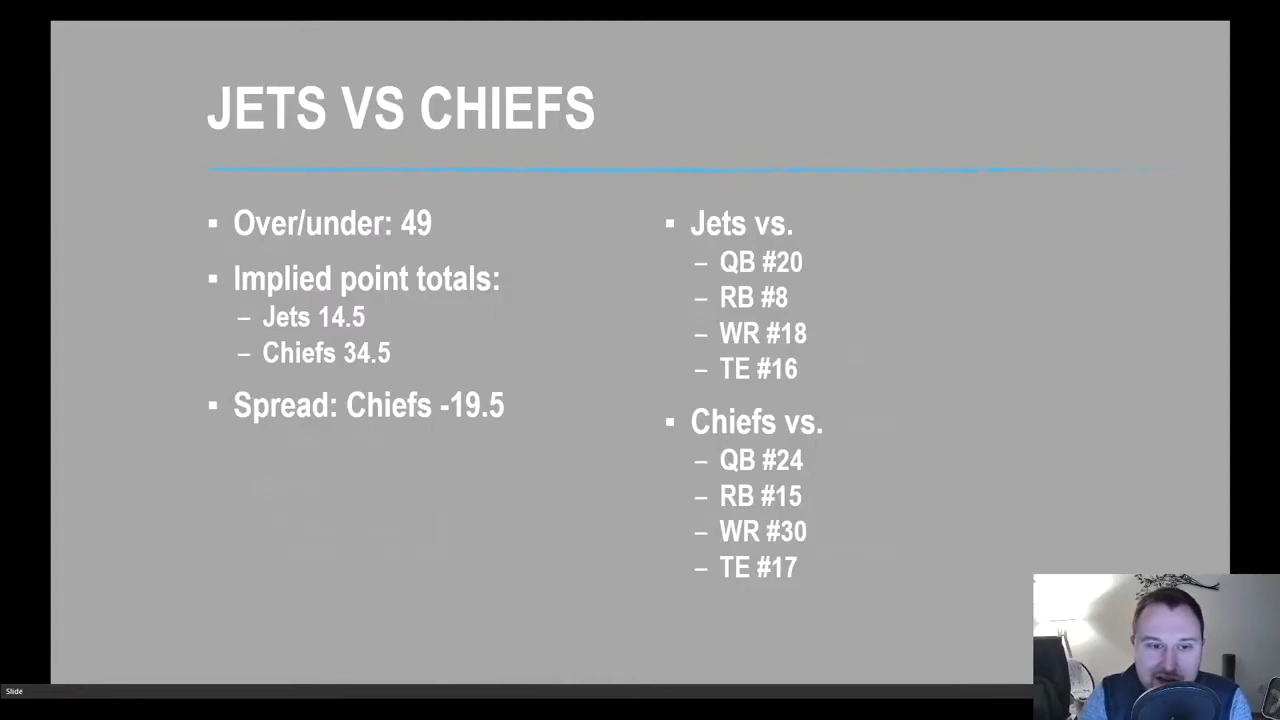 JETS VS CHIEFS
▪ Over/under: 49
▪ Implied point totals:
– Jets 14.5
– Chiefs 34.5
▪ Spread: Chiefs -19.5
▪ Jets vs.
– QB #20
– RB #8
– WR #18
– TE #16
▪ Chiefs vs.
– QB #24
– RB #15
– WR #30
– TE #17
Slide